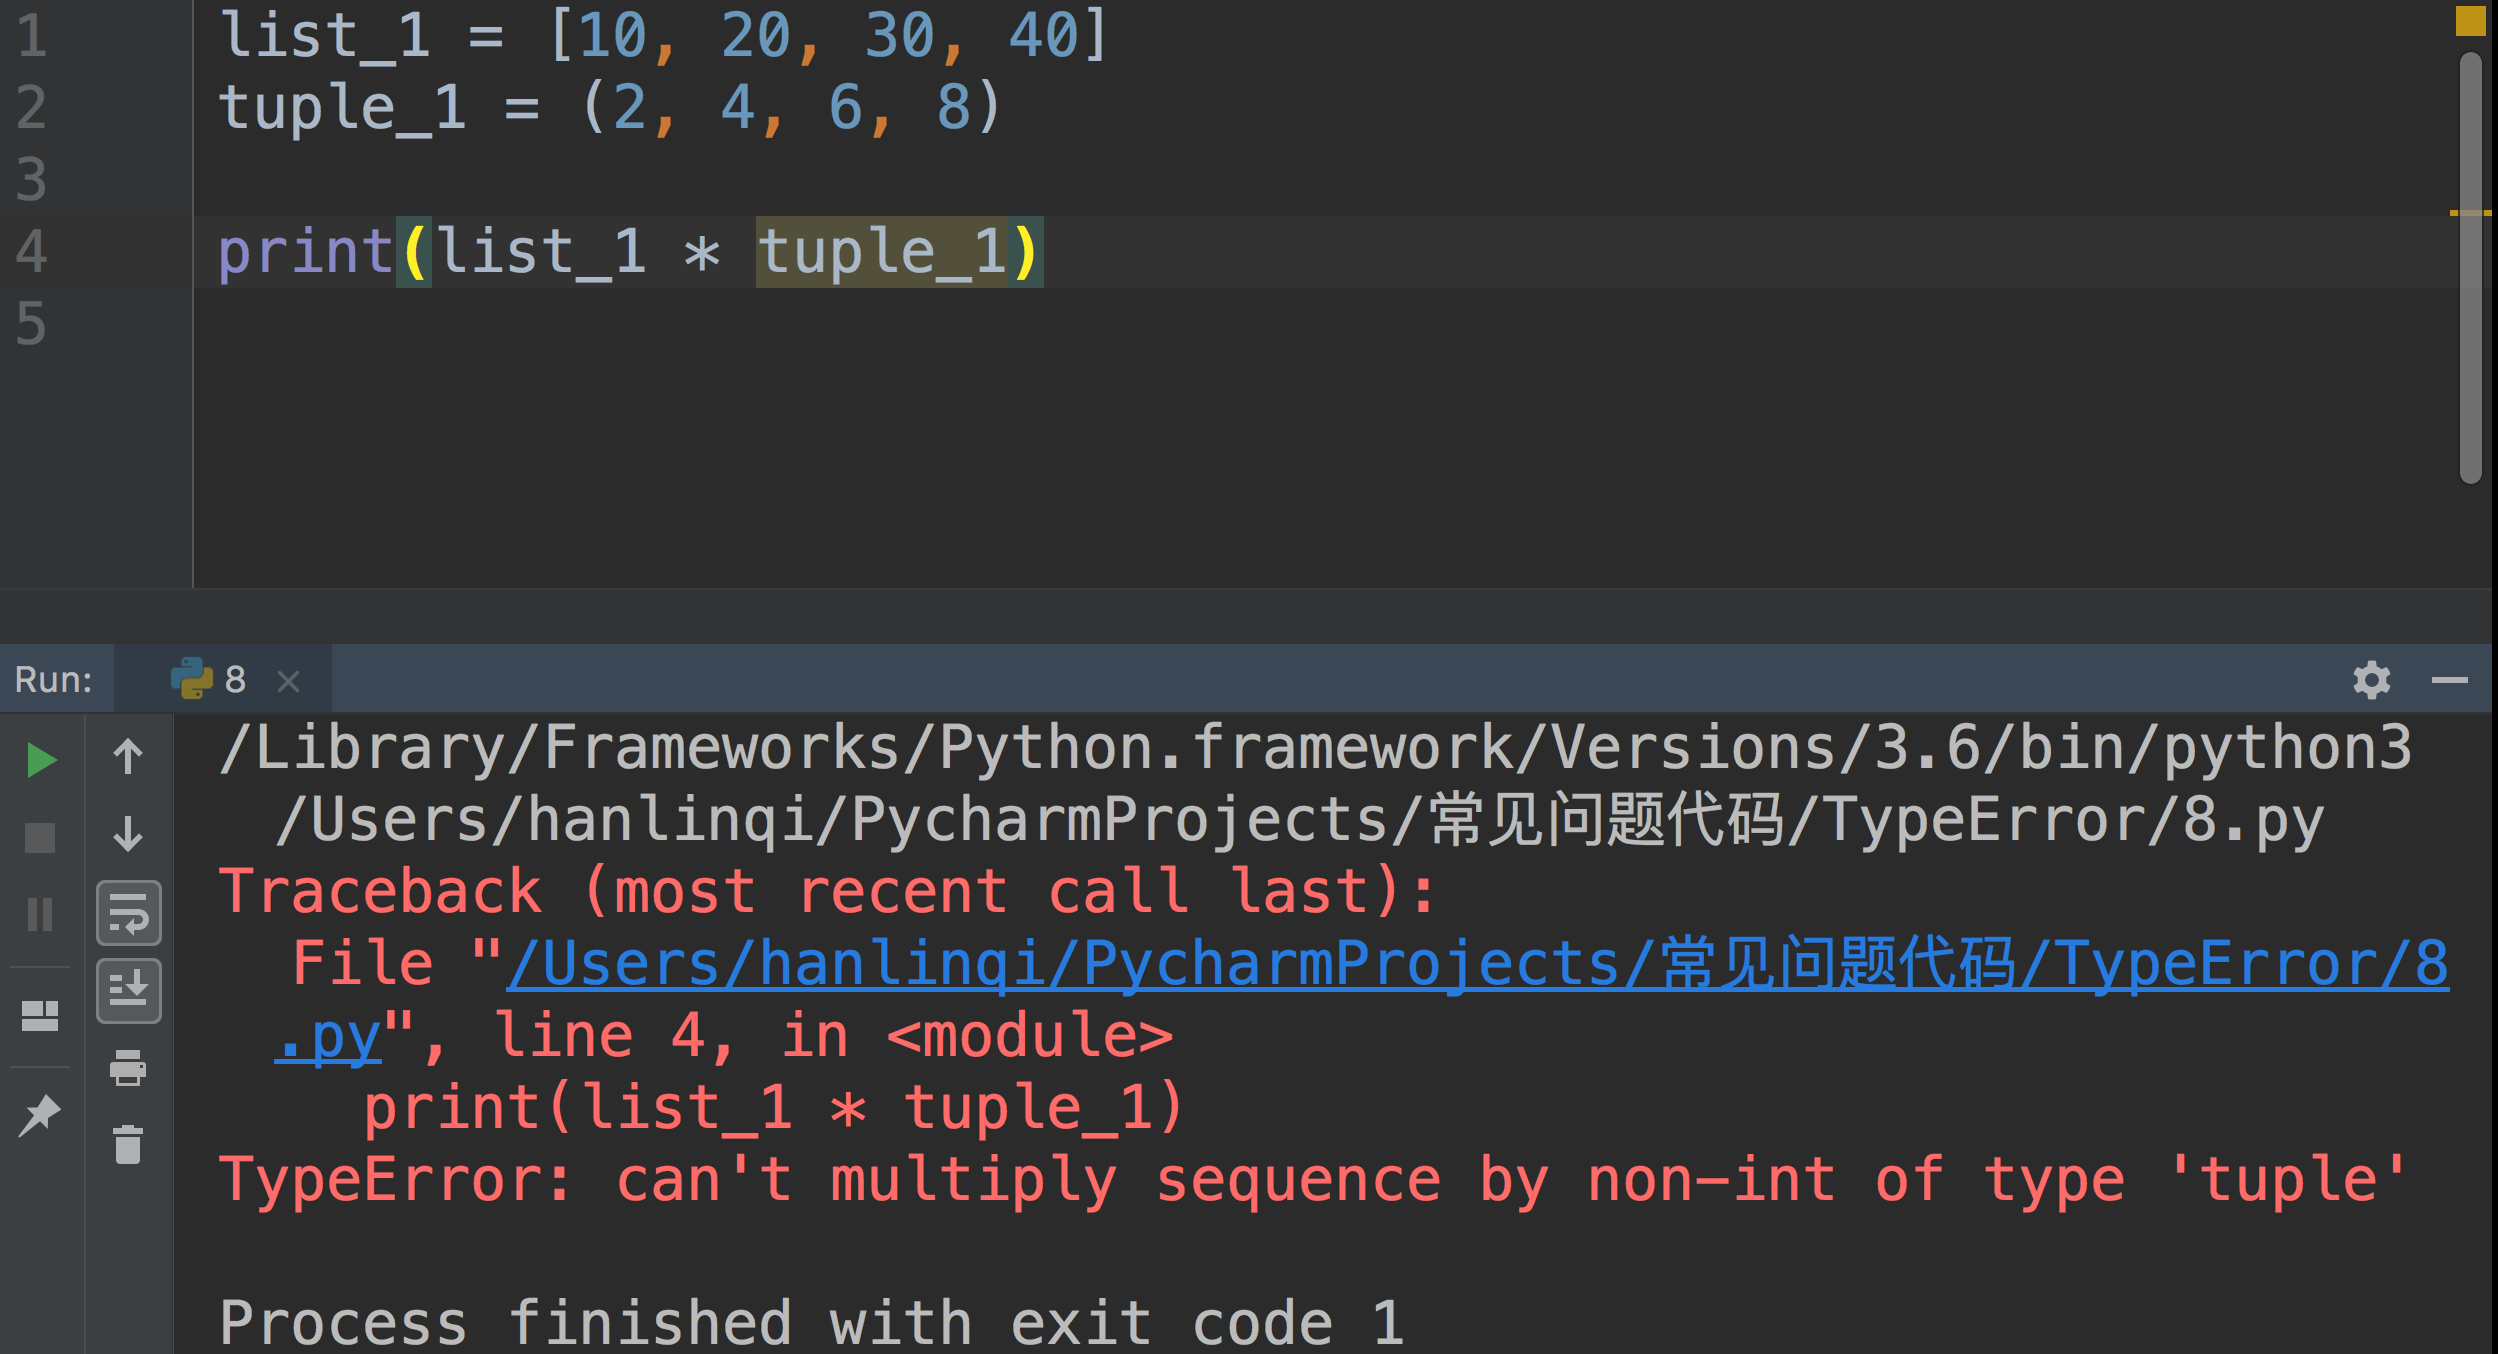 1 list_1 = [10, 20, 30, 40]
2 tuple_1 = (2, 4, 6, 8)
3
4 print(list_1 * tuple_1)
5
Run: 8
/Library/Frameworks/Python.framework/Versions/3.6/bin/python3
/Users/hanlinqi/PycharmProjects/常见问题代码/TypeError/8.py
Traceback (most recent call last):
File "/Users/hanlinqi/PycharmProjects/常见问题代码/TypeError/8
.py", line 4, in <module>
print(list_1 * tuple_1)
TypeError: can't multiply sequence by non-int of type 'tuple'
Process finished with exit code 1